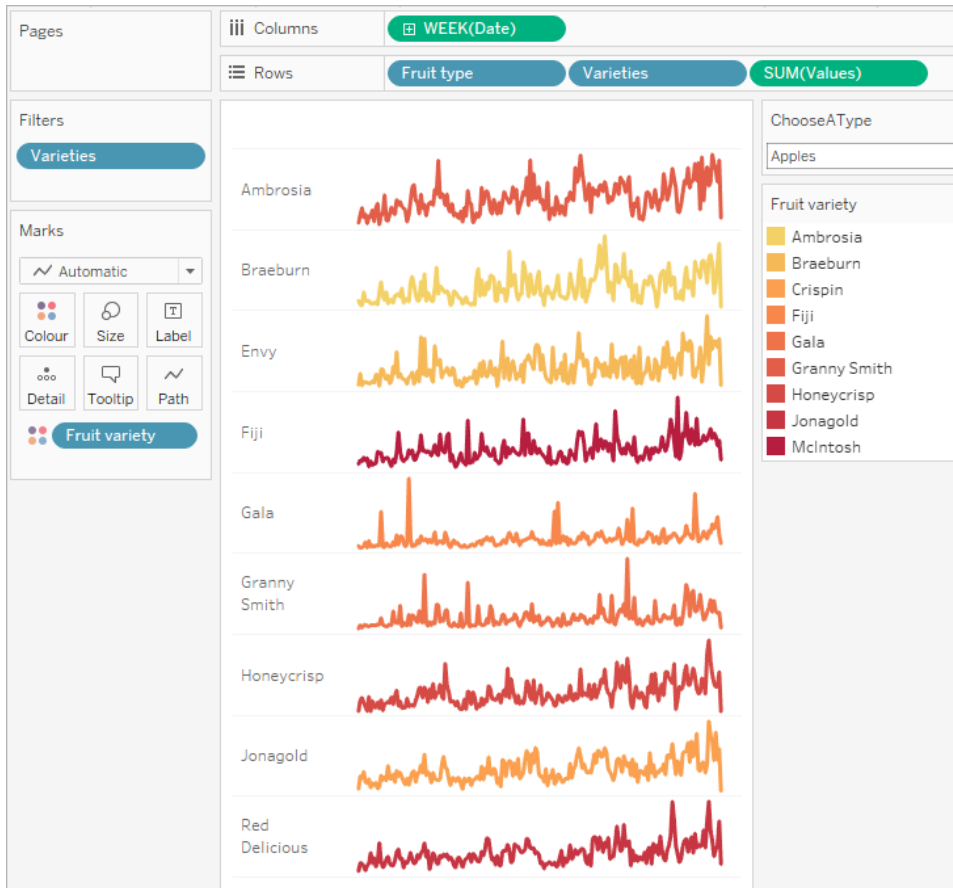 Pages
Columns
WEEK(Date)
Rows
Fruit type
Varieties
SUM(Values)
Filters
Varieties
Marks
Automatic
Colour
Size
Label
Detail
Tooltip
Path
Fruit variety
Ambrosia
Braeburn
Envy
Fiji
Gala
Granny
Smith
Honeycrisp
Jonagold
Red
Delicious
ChooseAType
Apples
Fruit variety
Ambrosia
Braeburn
Crispin
Fiji
Gala
Granny Smith
Honeycrisp
Jonagold
McIntosh